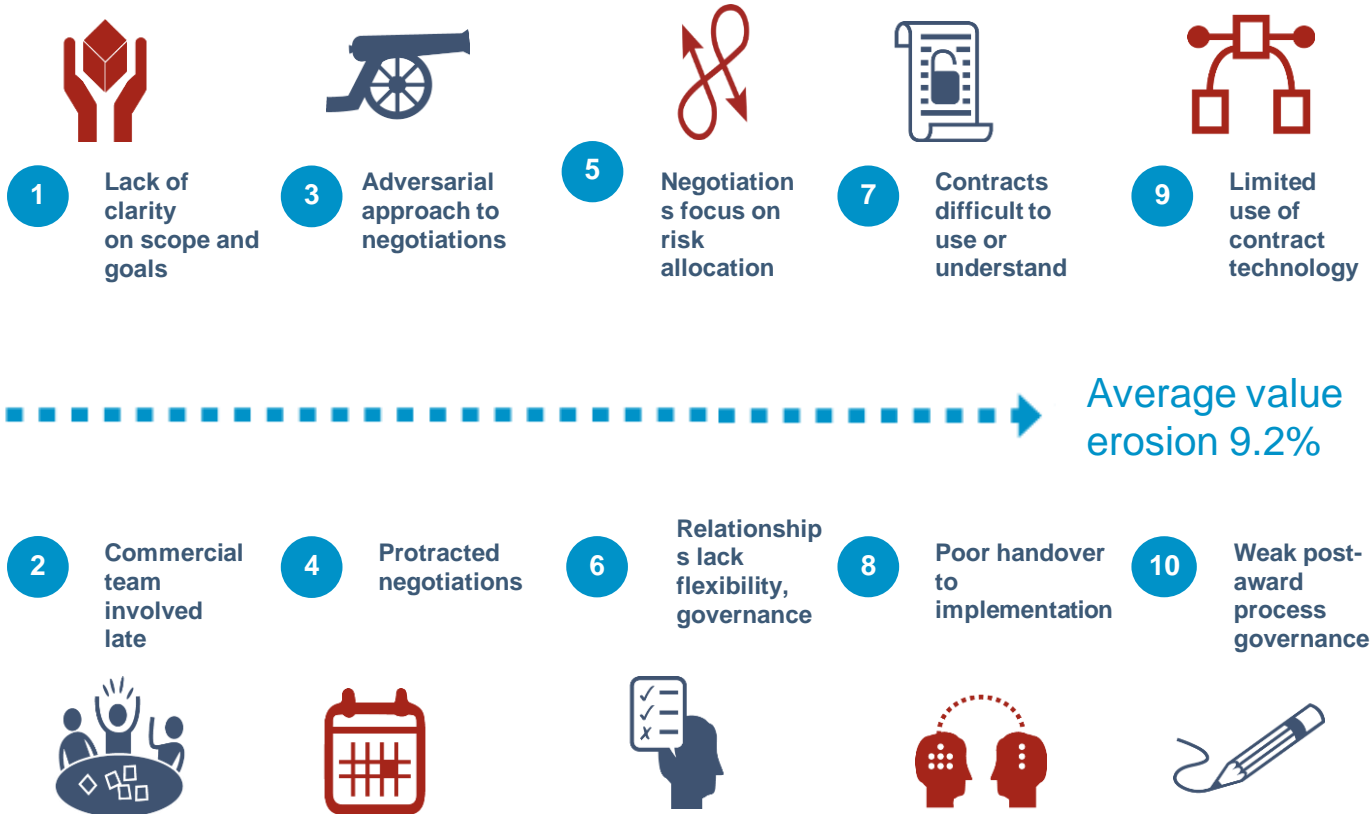 1
Lack of
clarity
on scope and
goals
3
Adversarial
approach to
negotiations
5
Negotiation
s focus on
risk
allocation
7
Contracts
difficult to
use or
understand
9
Limited
use of
contract
technology
Average value
erosion 9.2%
2
Commercial
team
involved
late
4
Protracted
negotiations
6
Relationship
s lack
flexibility,
governance
8
Poor handover
to
implementation
10
Weak post-
award
process
governance